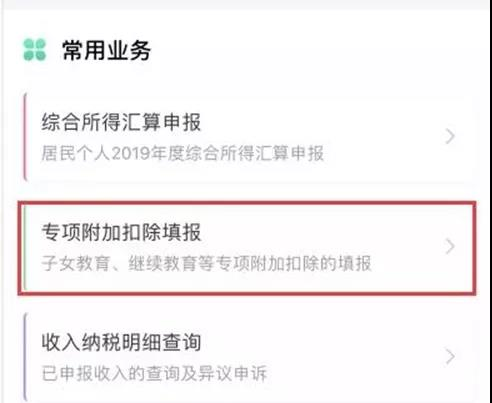 常用业务
综合所得汇算申报
居民个人2019年度综合所得汇算申报
专项附加扣除填报
子女教育、继续教育等专项附加扣除的填报
收入纳税明细查询
已申报收入的查询及异议申诉